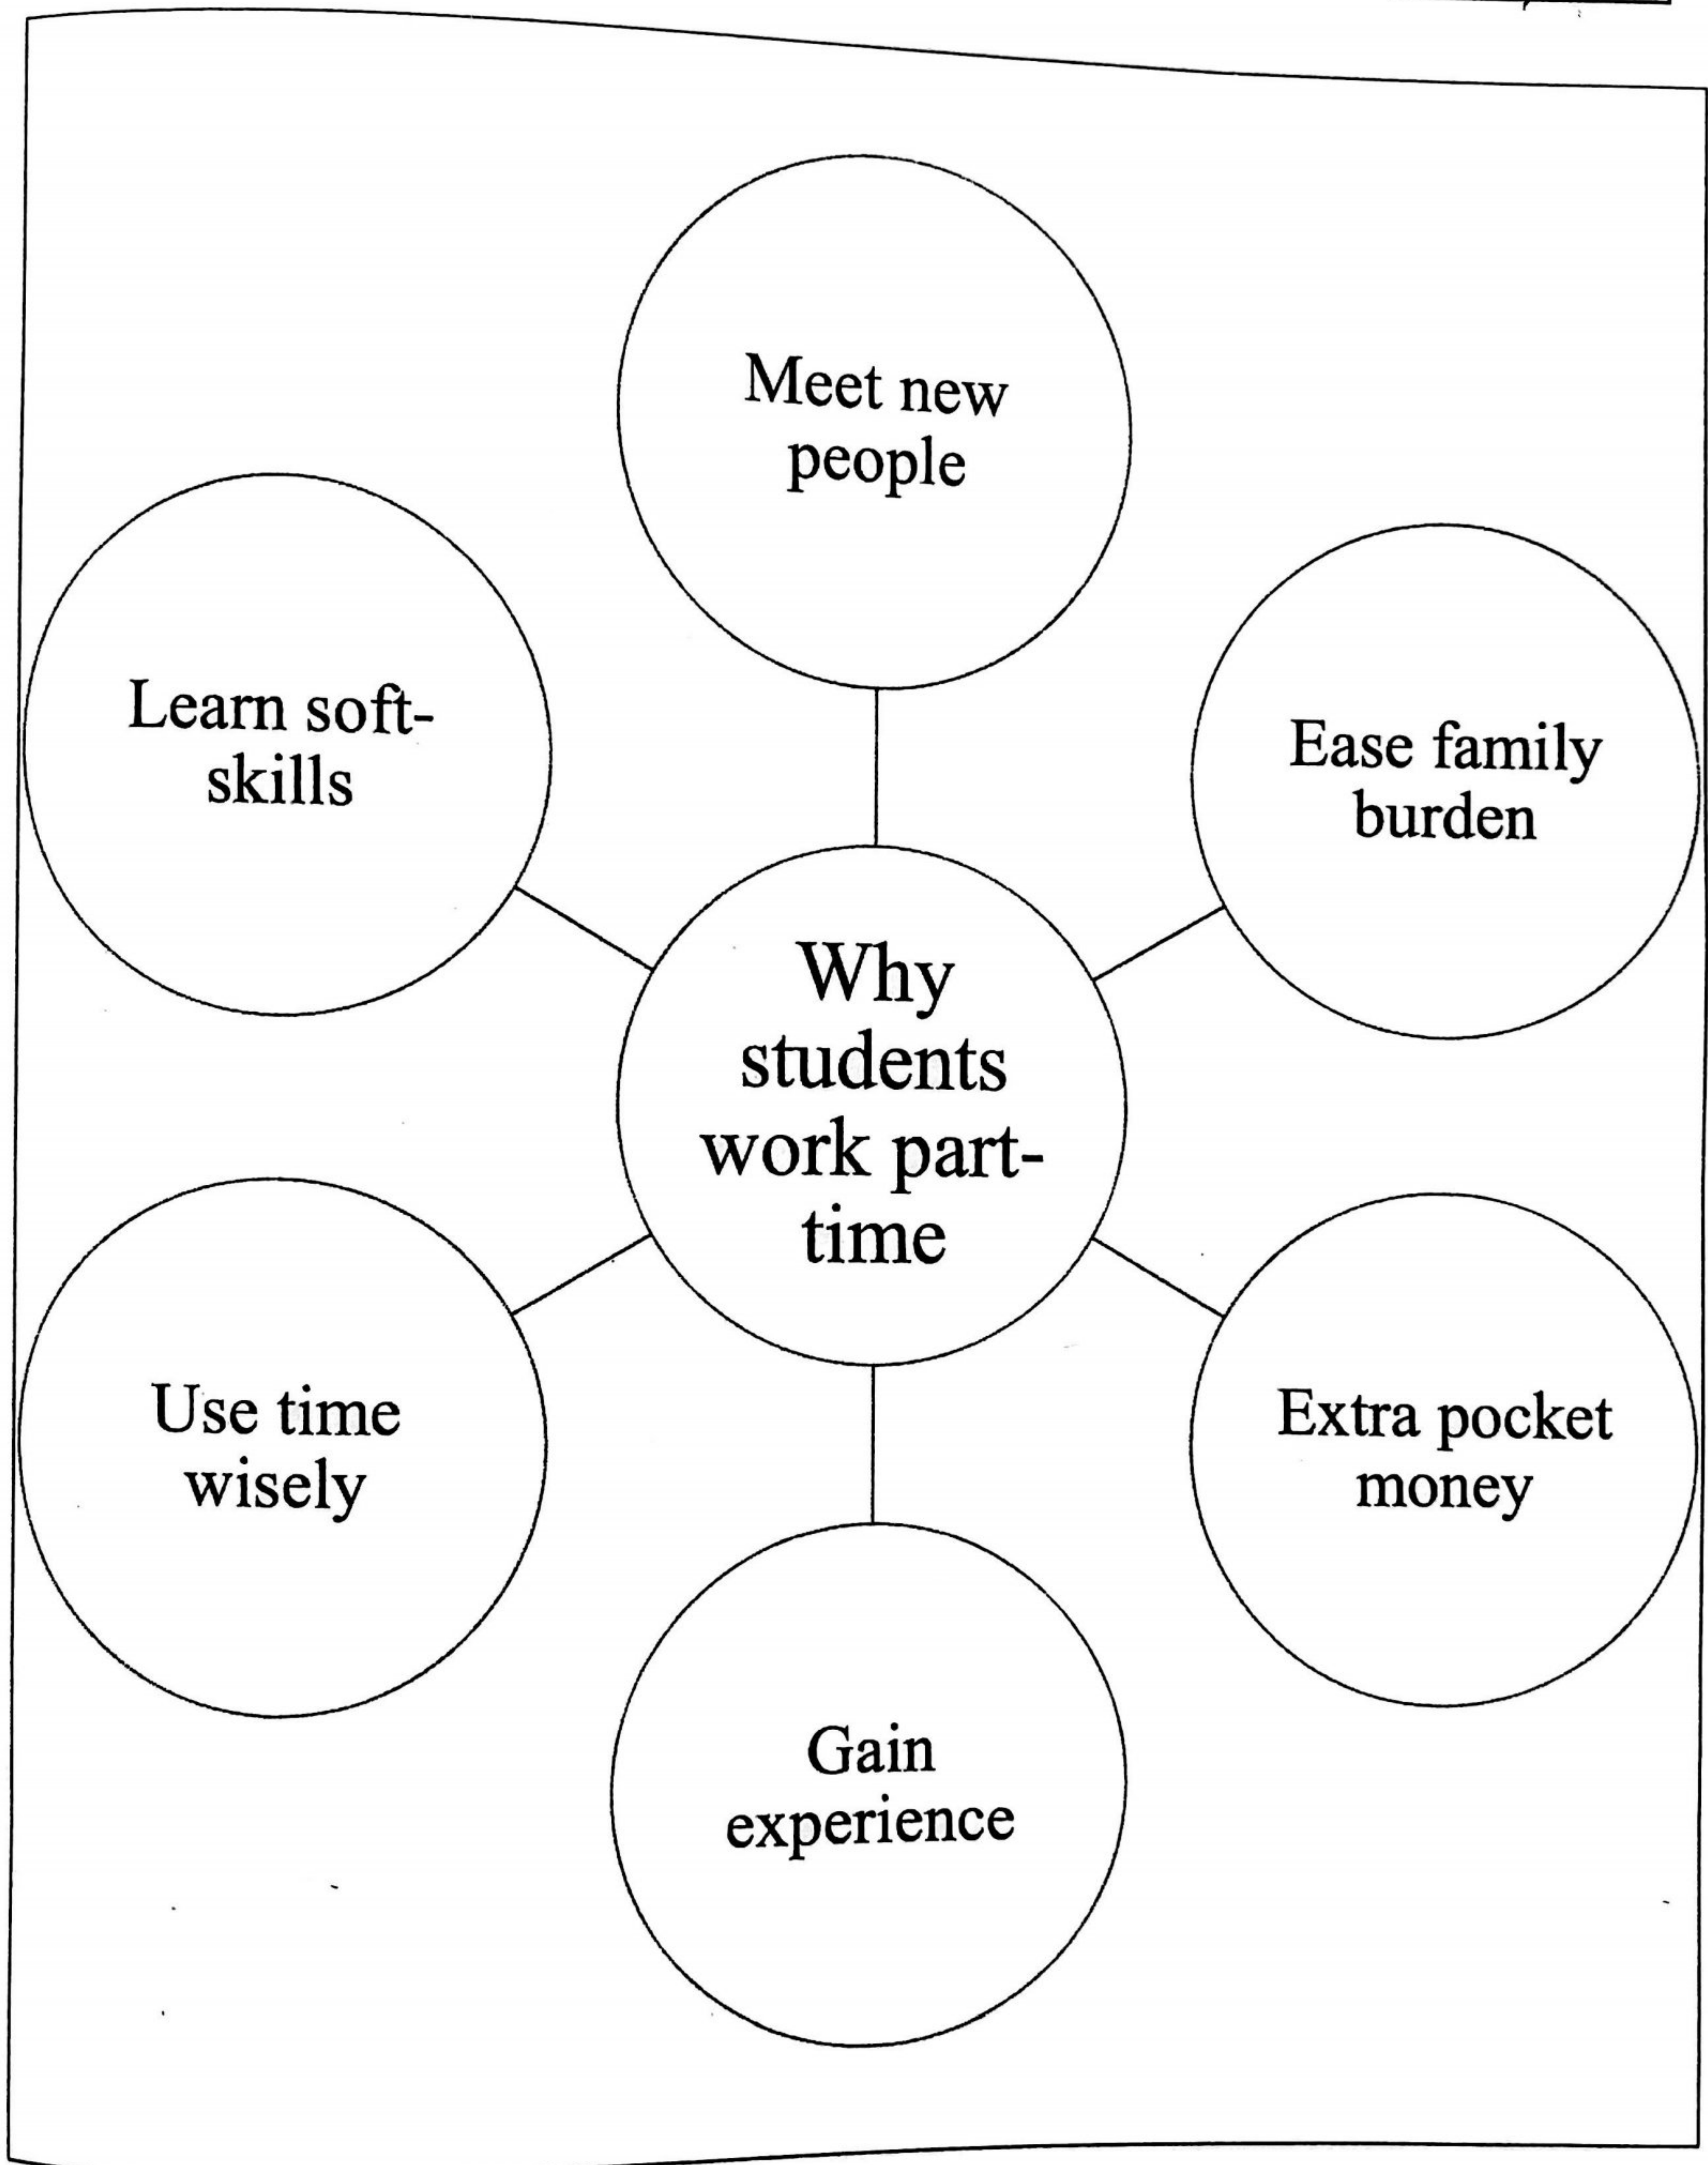 Meet new
people
Learn soft-
skills
Ease family
burden
Why
students
work part-
time
Use time
wisely
Extra pocket
money
Gain
experience